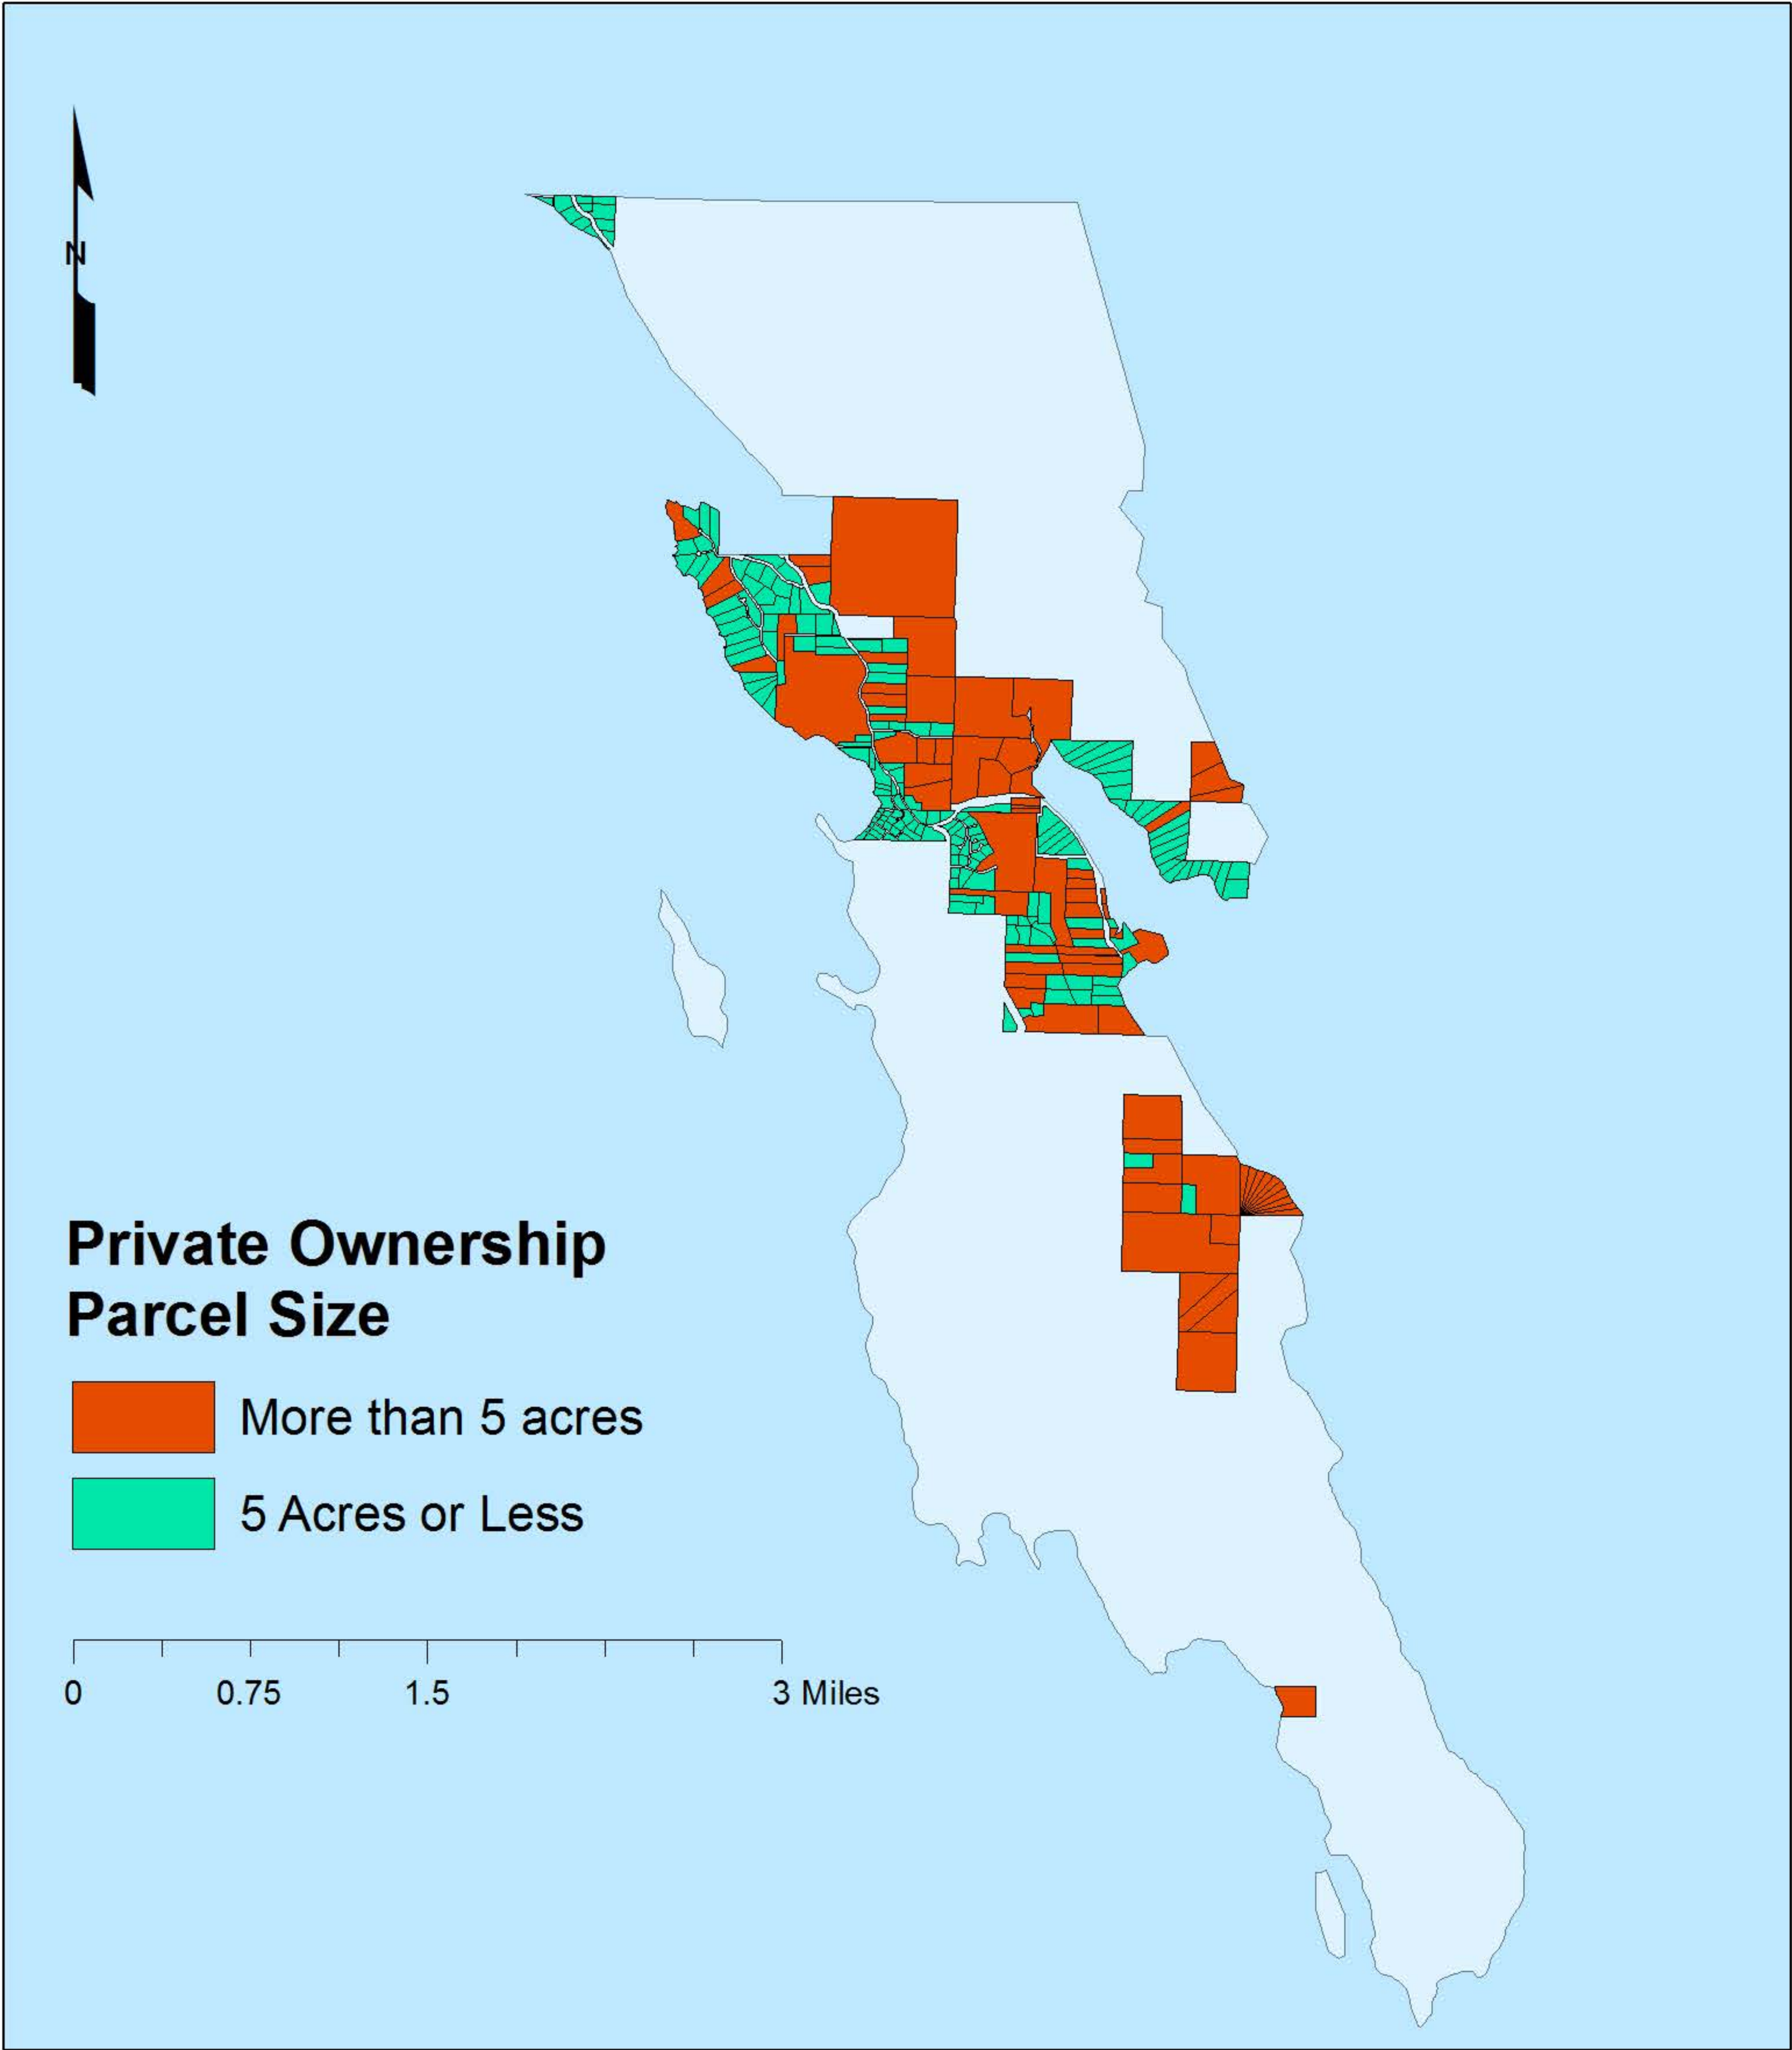 N
Private Ownership
Parcel Size
More than 5 acres
5 Acres or Less
0 0.75 1.5 3 Miles